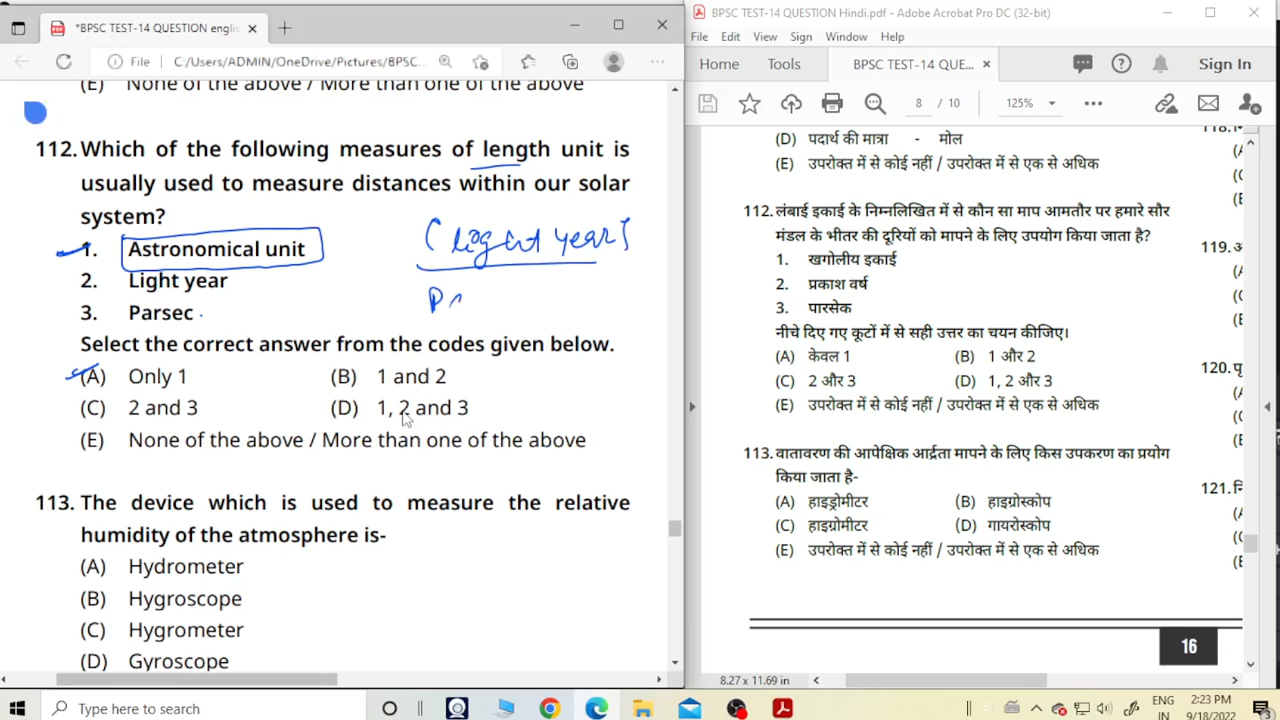 *BPSC TEST-14 QUESTION engli
File C:/Users/ADMIN/OneDrive/Pictures/BPSC...
(E) None of the above / More than one of the above
112. Which of the following measures of length unit is
usually used to measure distances within our solar
system?
1. Astronomical unit
(light year)
2. Light year
3. Parsec
Select the correct answer from the codes given below.
(A) Only 1 (B) 1 and 2
(C) 2 and 3 (D) 1, 2 and 3
(E) None of the above / More than one of the above
113. The device which is used to measure the relative
humidity of the atmosphere is-
(A) Hydrometer
(B) Hygroscope
(C) Hygrometer
(D) Gyroscope
BPSC TEST-14 QUESTION Hindi.pdf - Adobe Acrobat Pro DC (32-bit)
File Edit View Sign Window Help
Home Tools BPSC TEST-14 QUE... Sign In
8 / 10 125%
(D) पदार्थ की मात्रा - मोल
(E) उपरोक्त में से कोई नहीं / उपरोक्त में से एक से अधिक
112. लंबाई इकाई के निम्नलिखित में से कौन सा माप आमतौर पर हमारे सौर
मंडल के भीतर की दूरियों को मापने के लिए उपयोग किया जाता है?
1. खगोलीय इकाई
2. प्रकाश वर्ष
3. पारसेक
नीचे दिए गए कूटों में से सही उत्तर का चयन कीजिए।
(A) केवल 1 (B) 1 और 2
(C) 2 और 3 (D) 1, 2 और 3
(E) उपरोक्त में से कोई नहीं / उपरोक्त में से एक से अधिक
113. वातावरण की आपेक्षिक आर्द्रता मापने के लिए किस उपकरण का प्रयोग
किया जाता है-
(A) हाइड्रोमीटर (B) हाइग्रोस्कोप
(C) हाइग्रोमीटर (D) गायरोस्कोप
(E) उपरोक्त में से कोई नहीं / उपरोक्त में से एक से अधिक
119.
120.
121.
16
8.27 x 11.69 in
Type here to search
ENG
IN
2:23 PM
9/18/2022